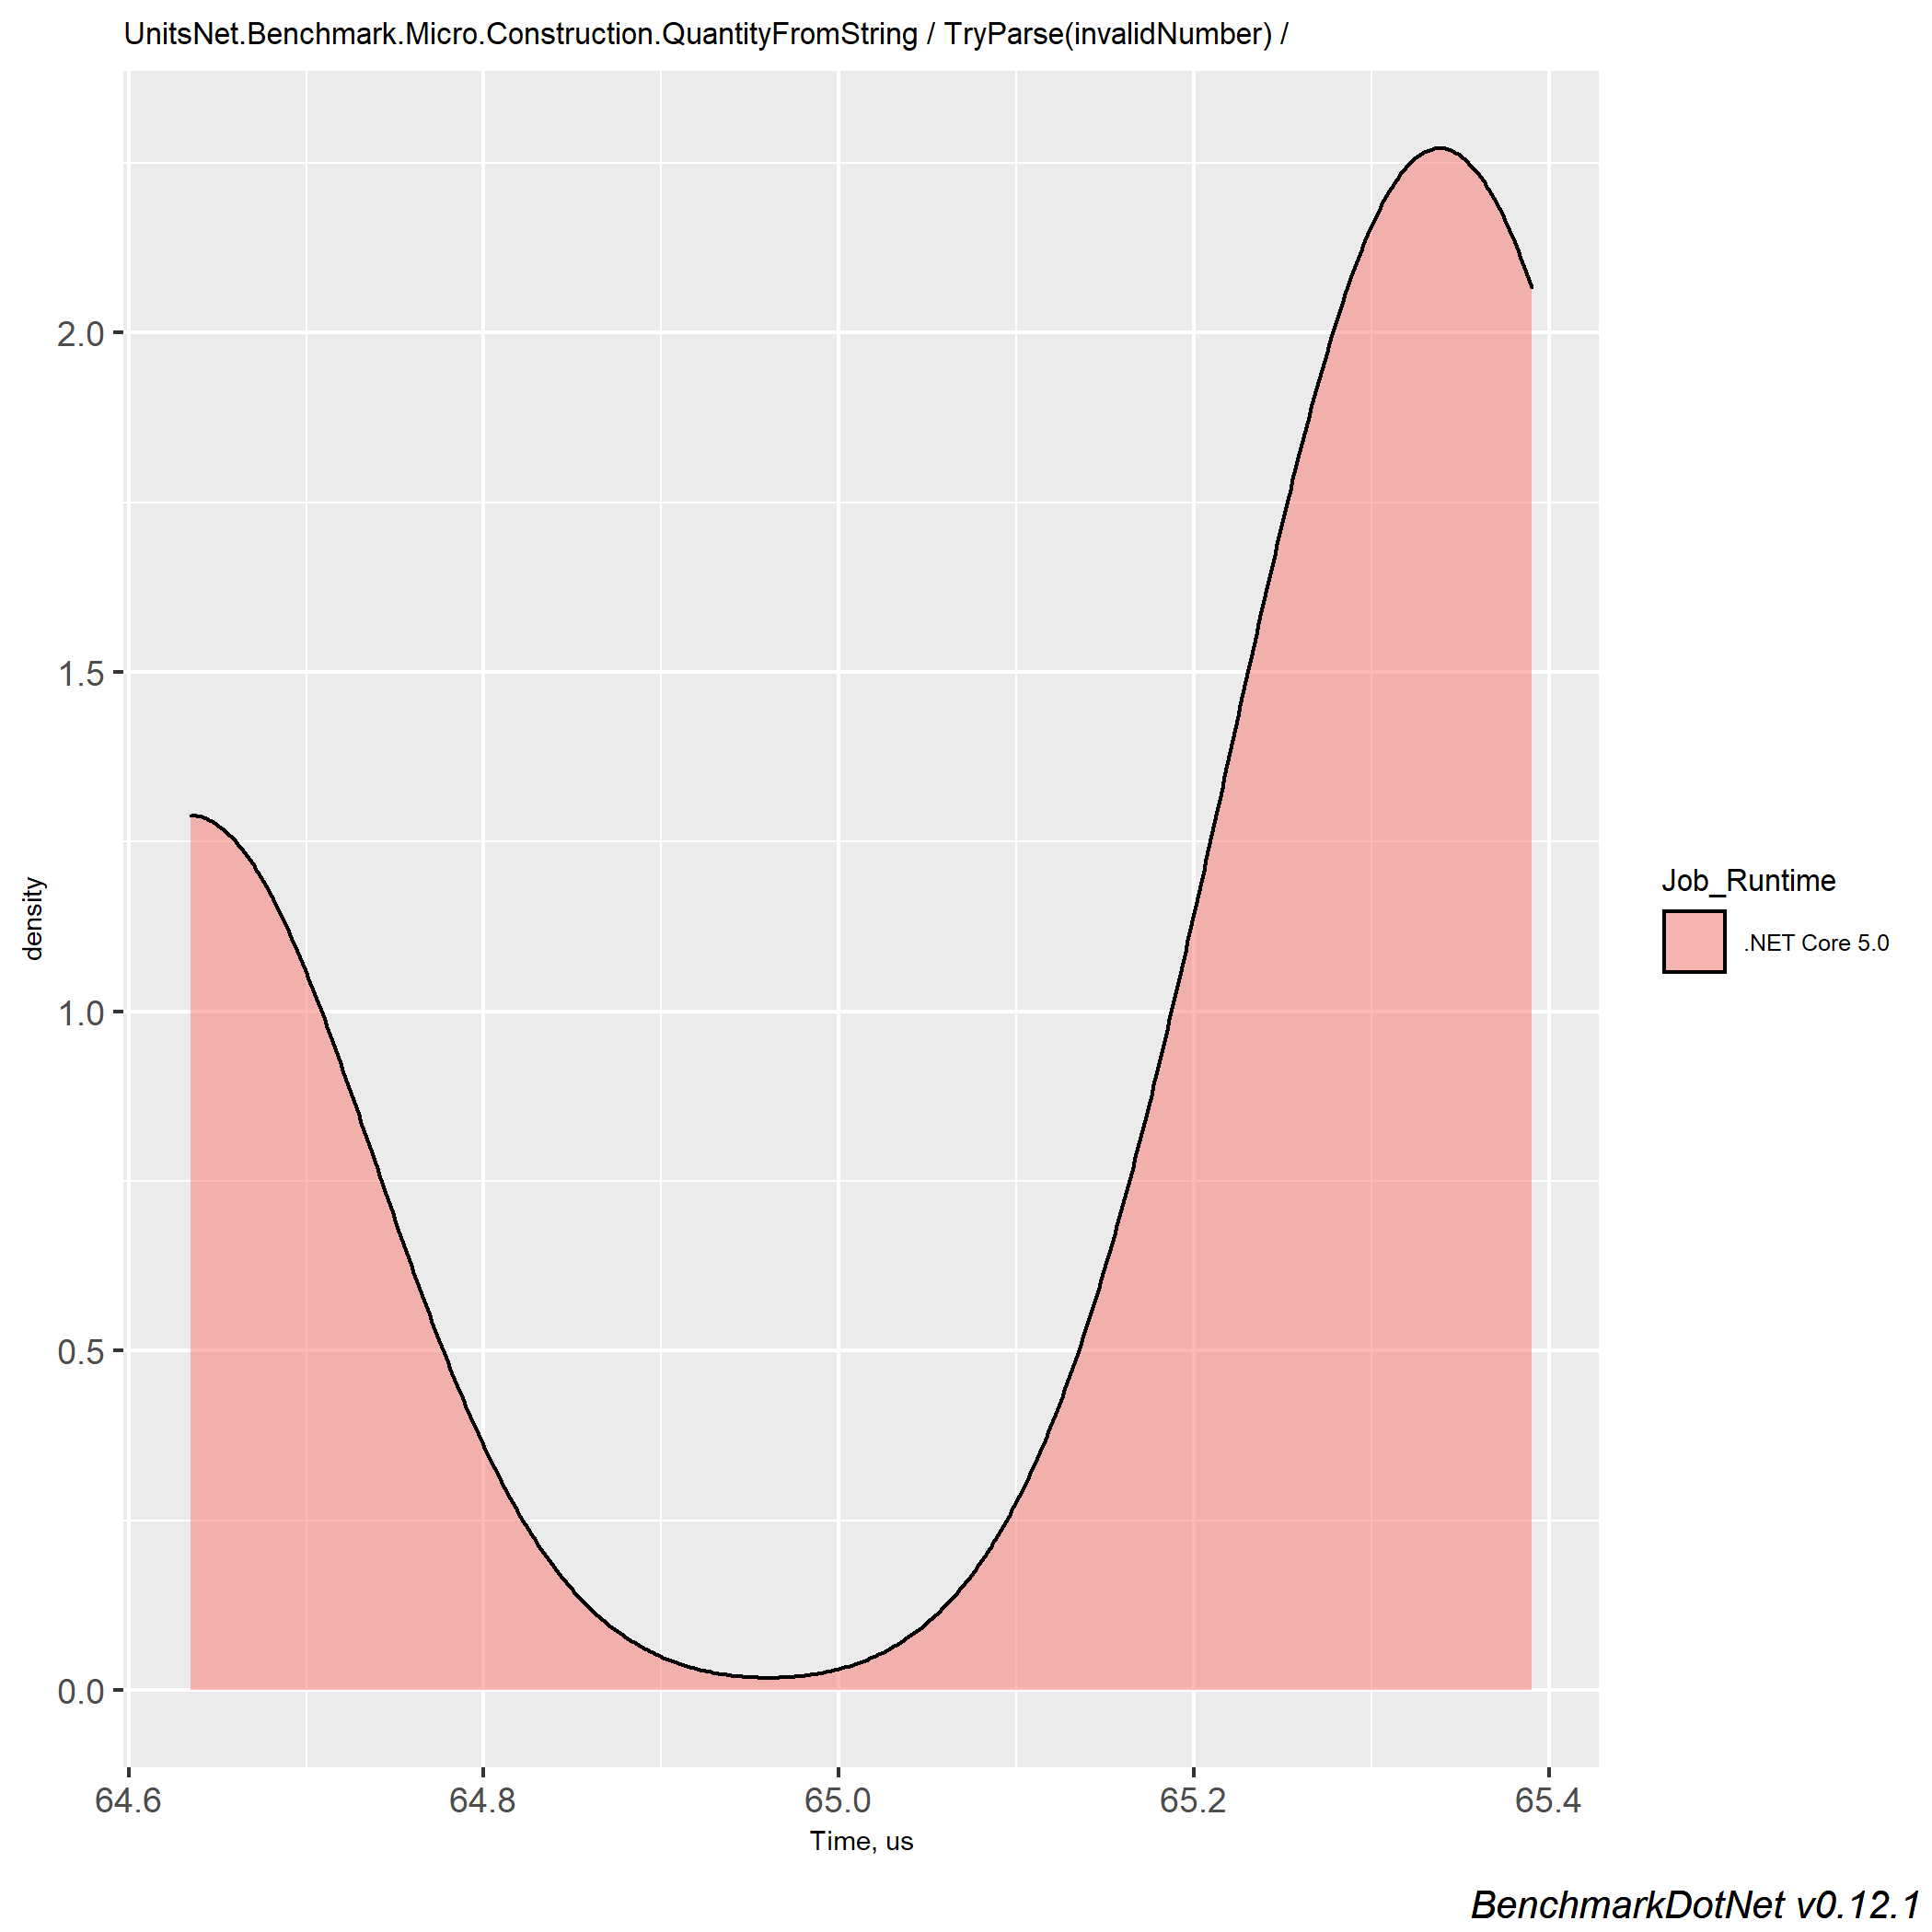 UnitsNet.Benchmark.Micro.Construction.QuantityFromString / TryParse(invalidNumber) /
2.0
1.5
1.0
0.5
0.0
density
64.6 64.8 65.0 65.2 65.4
Time, us
Job_Runtime
.NET Core 5.0
BenchmarkDotNet v0.12.1